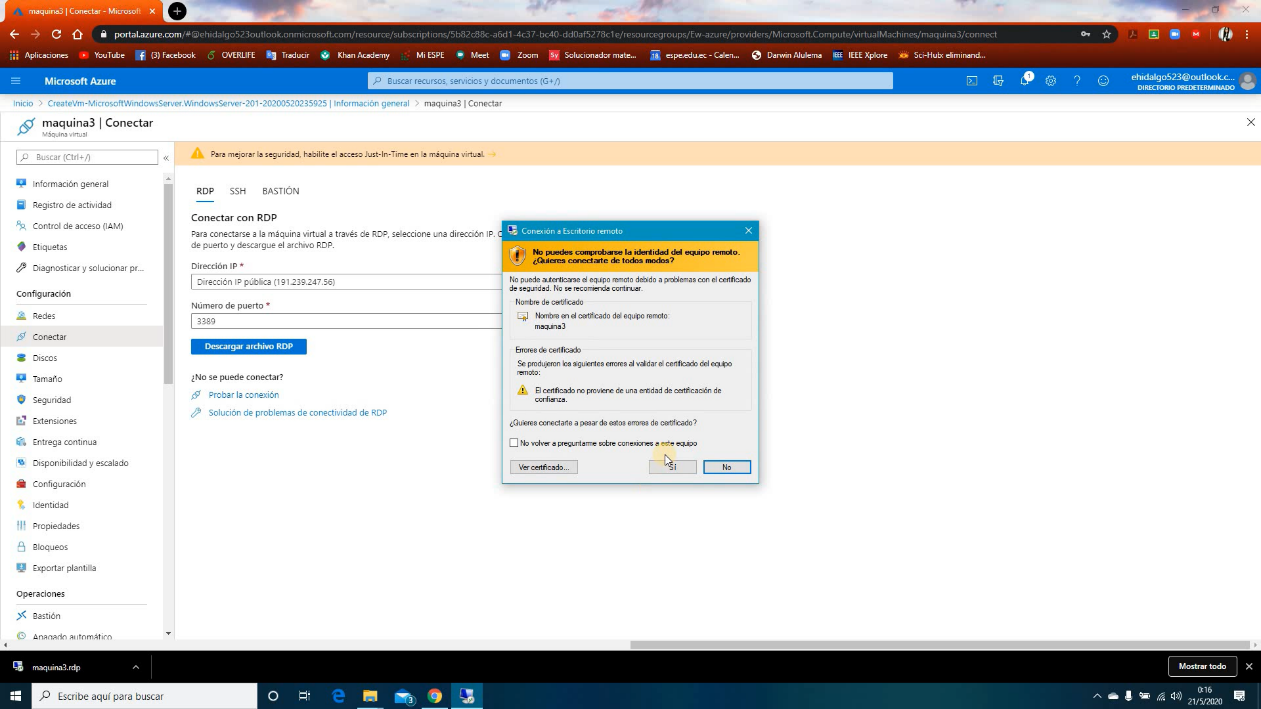 maquina3 | Conectar - Microsoft
portal.azure.com/#@ehidalgo523outlook.onmicrosoft.com/resource/subscriptions/5b82c88c-a6d1-4c37-bc40-dd0af5278c1e/resourcegroups/Ew-azure/providers/Microsoft.Compute/virtualMachines/maquina3/connect
Aplicaciones YouTube (3) Facebook OVERLIFE Traducir Khan Academy Mi ESPE Meet Zoom Solucionador mate... espe.edu.ec - Calen... Darwin Alulema IEEE Xplore Sci-Hub: eliminand...
Microsoft Azure
Buscar recursos, servicios y documentos (G+/)
1
ehidalgo523@outlook.c...
DIRECTORIO PREDETERMINADO
Inicio > CreateVm-MicrosoftWindowsServer.WindowsServer-201-20200520235925 | Información general > maquina3 | Conectar
maquina3 | Conectar
Máquina virtual
Buscar (Ctrl+/)
Información general
Registro de actividad
Control de acceso (IAM)
Etiquetas
Diagnosticar y solucionar pr...
Configuración
Redes
Conectar
Discos
Tamaño
Seguridad
Extensiones
Entrega continua
Disponibilidad y escalado
Configuración
Identidad
Propiedades
Bloqueos
Exportar plantilla
Operaciones
Bastión
Apagado automático
Para mejorar la seguridad, habilite el acceso Just-In-Time en la máquina virtual. →
RDP SSH BASTIÓN
Conectar con RDP
Para conectarse a la máquina virtual a través de RDP, seleccione una dirección IP. C
de puerto y descargue el archivo RDP.
Dirección IP *
Dirección IP pública (191.239.247.56)
Número de puerto *
3389
Descargar archivo RDP
¿No se puede conectar?
Probar la conexión
Solución de problemas de conectividad de RDP
Conexión a Escritorio remoto
No puedes comprobarse la identidad del equipo remoto.
¿Quieres conectarte de todos modos?
No puede autenticarse el equipo remoto debido a problemas con el certificado
de seguridad. No se recomienda continuar.
Nombre de certificado
Nombre en el certificado del equipo remoto:
maquina3
Errores de certificado
Se produjeron los siguientes errores al validar el certificado del equipo
remoto:
El certificado no proviene de una entidad de certificación de
confianza.
¿Quieres conectarte a pesar de estos errores de certificado?
No volver a preguntarme sobre conexiones a este equipo
Ver certificado... Sí No
maquina3.rdp
Mostrar todo
Escribe aquí para buscar
3
0:16
21/5/2020